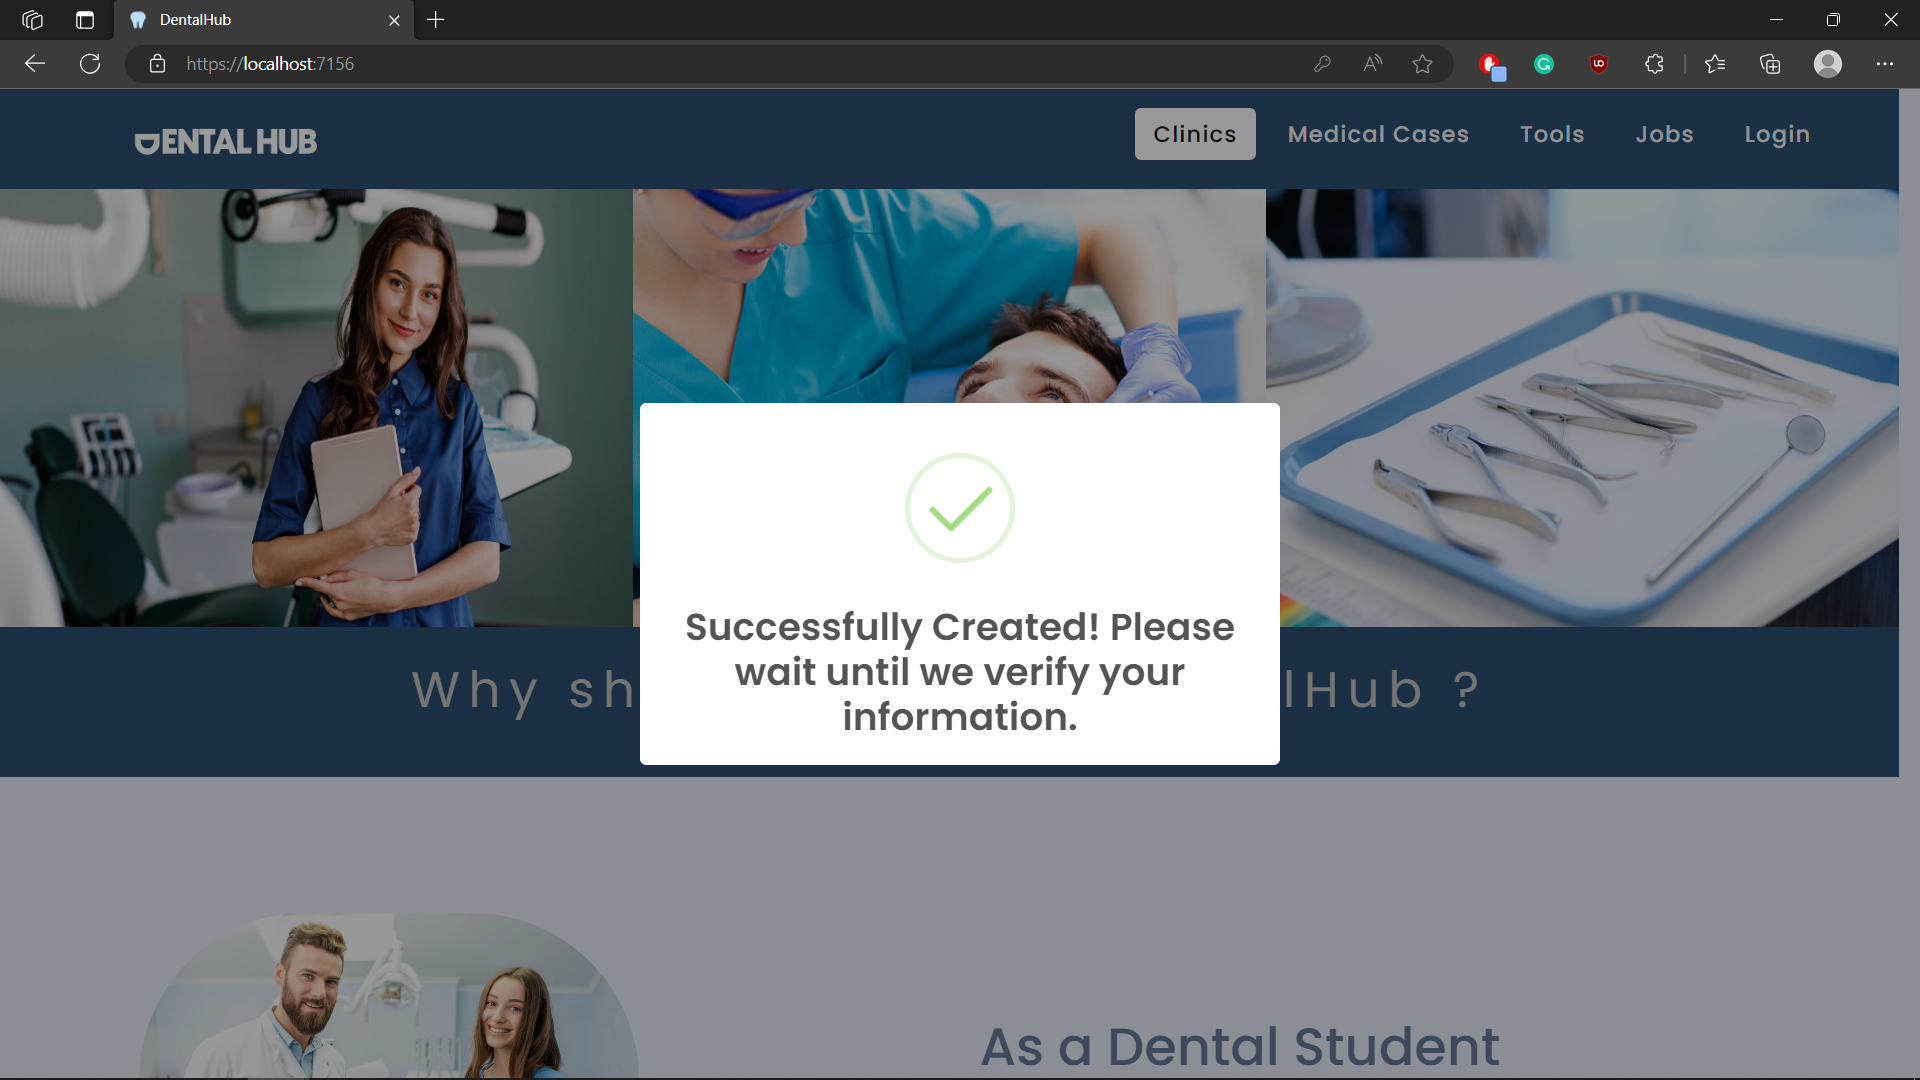 DentalHub
https://localhost:7156
DENTAL HUB
Clinics
Medical Cases
Tools
Jobs
Login
Successfully Created! Please
wait until we verify your
information.
Why sh
lHub ?
As a Dental Student